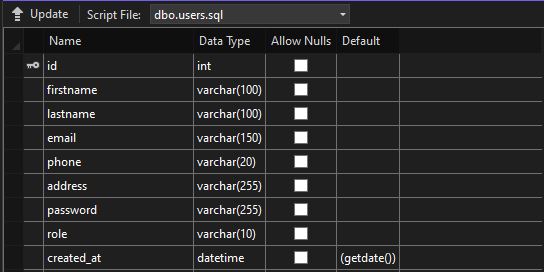 Update Script File: dbo.users.sql
Name Data Type Allow Nulls Default
id int
firstname varchar(100)
lastname varchar(100)
email varchar(150)
phone varchar(20)
address varchar(255)
password varchar(255)
role varchar(10)
created_at datetime (getdate())